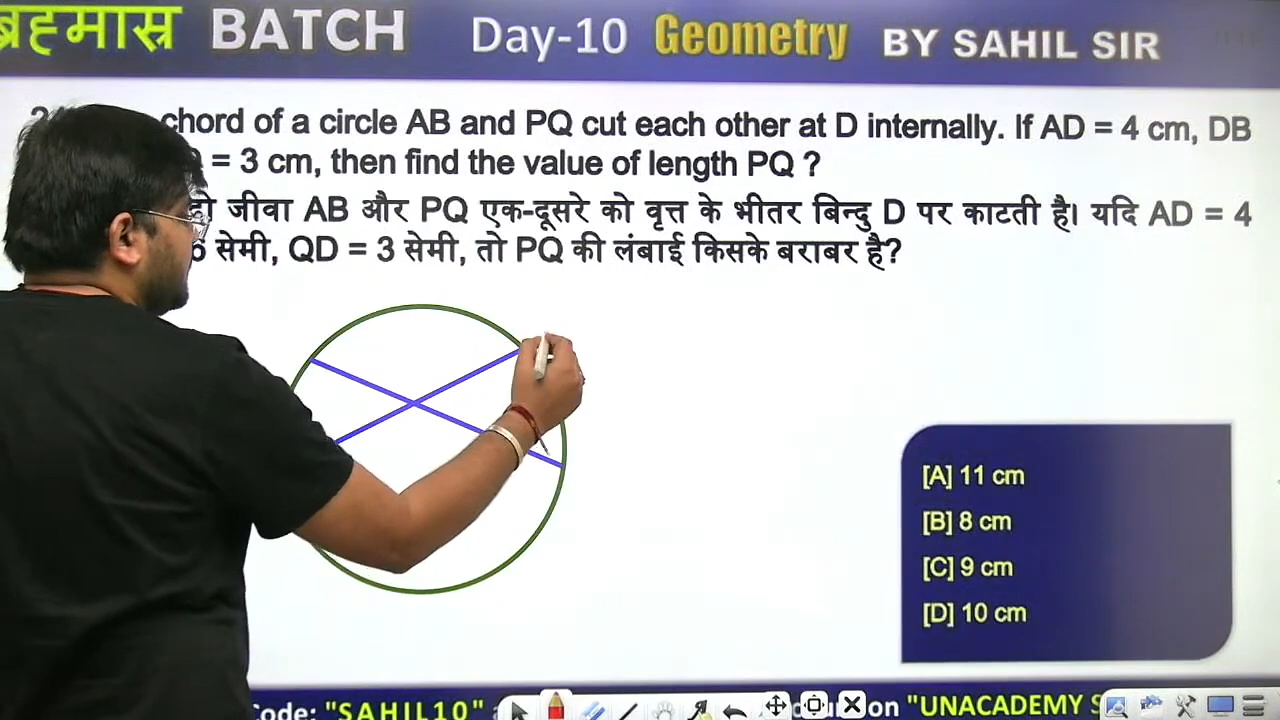 ब्रह्मास्र BATCH Day-10 Geometry BY SAHIL SIR
chord of a circle AB and PQ cut each other at D internally. If AD = 4 cm, DB
= 3 cm, then find the value of length PQ ?
दो जीवा AB और PQ एक-दूसरे को वृत्त के भीतर बिन्दु D पर काटती है। यदि AD = 4
6 सेमी, QD = 3 सेमी, तो PQ की लंबाई किसके बराबर है?
[A] 11 cm
[B] 8 cm
[C] 9 cm
[D] 10 cm
Code: "SAHIL10" on "UNACADEMY S